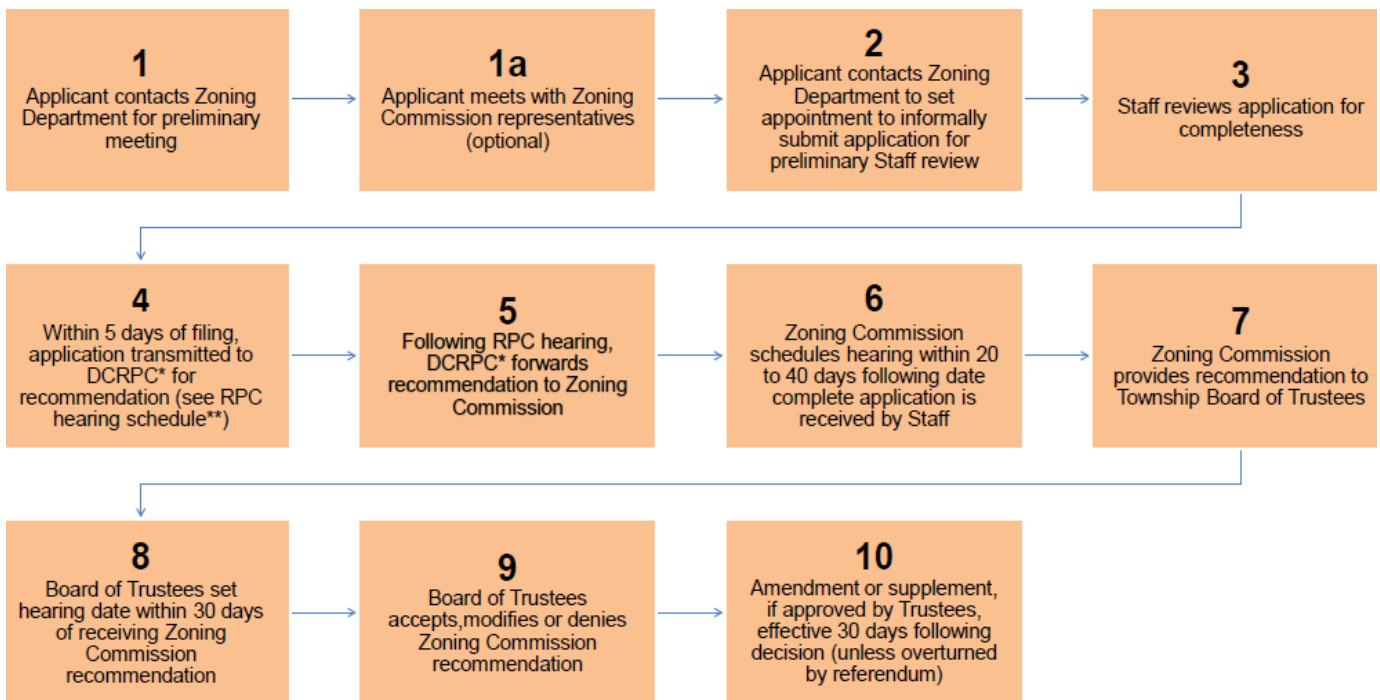 1
Applicant contacts Zoning
Department for preliminary
meeting
1a
Applicant meets with Zoning
Commission representatives
(optional)
2
Applicant contacts Zoning
Department to set
appointment to informally
submit application for
preliminary Staff review
3
Staff reviews application for
completeness
4
Within 5 days of filing,
application transmitted to
DCRPC* for
recommendation (see RPC
hearing schedule**)
5
Following RPC hearing,
DCRPC* forwards
recommendation to Zoning
Commission
6
Zoning Commission
schedules hearing within 20
to 40 days following date
complete application is
received by Staff
7
Zoning Commission
provides recommendation to
Township Board of Trustees
8
Board of Trustees set
hearing date within 30 days
of receiving Zoning
Commission
recommendation
9
Board of Trustees
accepts,modifies or denies
Zoning Commission
recommendation
10
Amendment or supplement,
if approved by Trustees,
effective 30 days following
decision (unless overturned
by referendum)